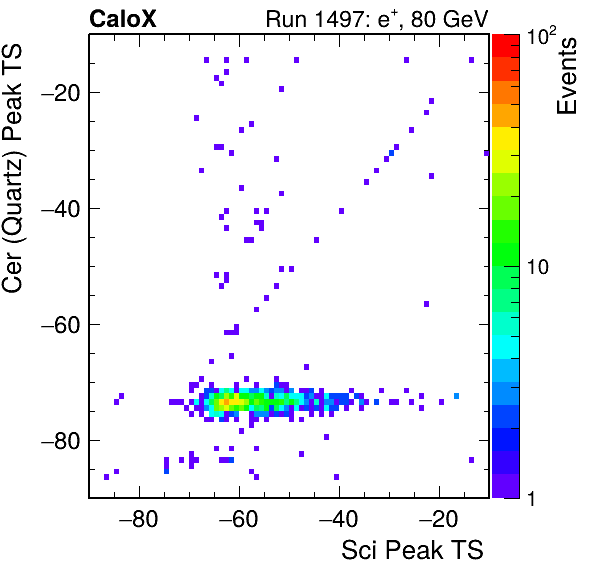 CaloX
Run 1497: e+, 80 GeV
Cer (Quartz) Peak TS
−20
−40
−60
−80
−80
−60
−40
−20
Sci Peak TS
10²
10
1
Events